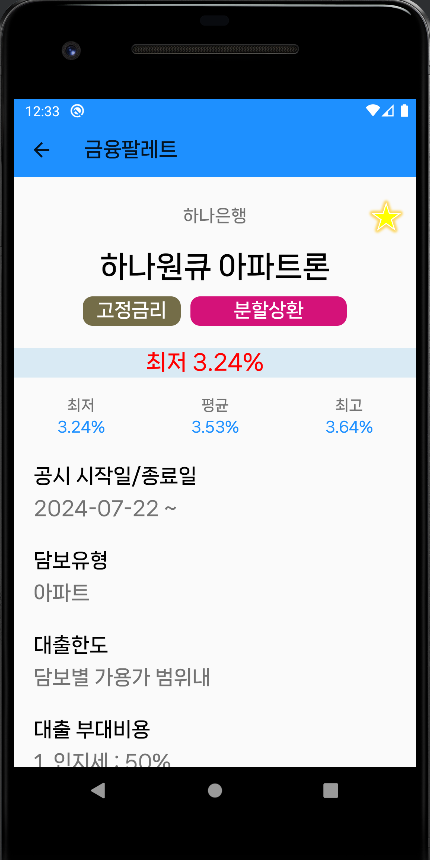 12:33
금융팔레트
하나은행
하나원큐 아파트론
고정금리 분할상환
최저 3.24%
최저 평균 최고
3.24% 3.53% 3.64%
공시 시작일/종료일
2024-07-22 ~
담보유형
아파트
대출한도
담보별 가용가 범위내
대출 부대비용
1. 인지세 : 50%